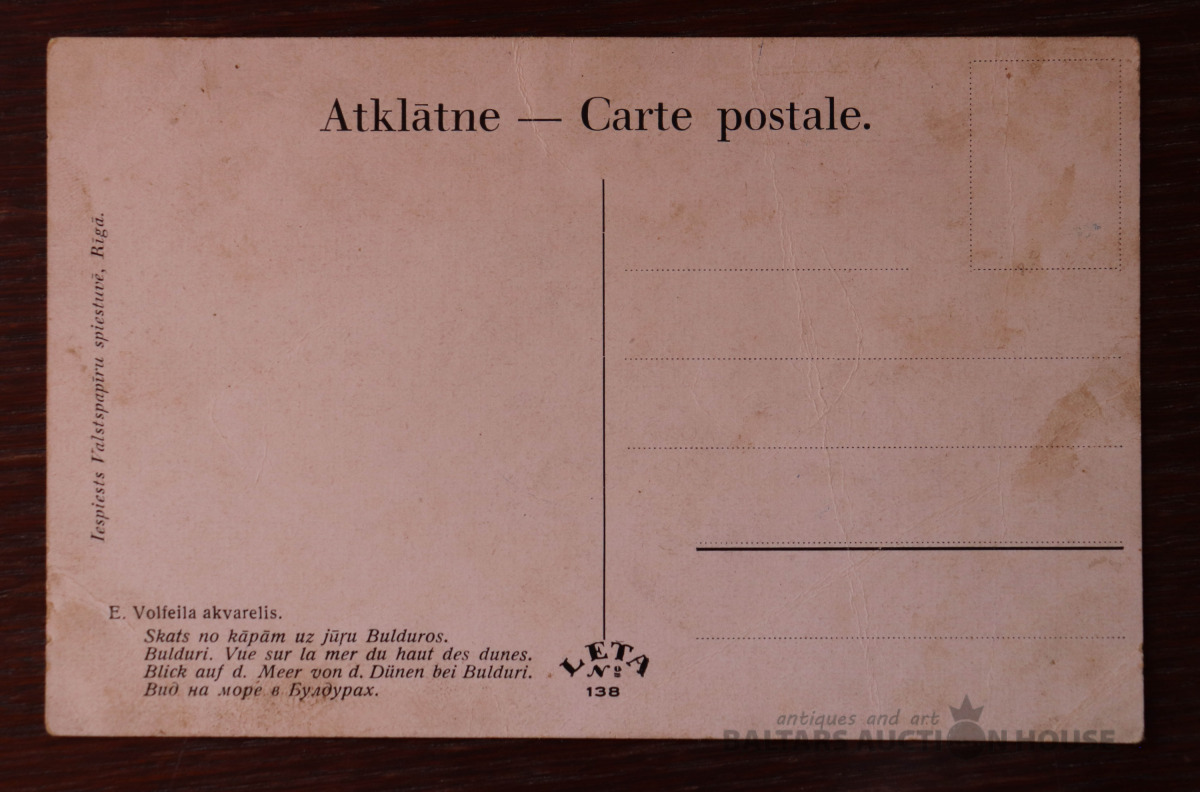 Atklātne — Carte postale.
Iespiests Valstspapīru spiestuvē, Rīgā.
E. Volfeila akvarelis.
Skats no kāpām uz jūŗu Bulduros.
Bulduri. Vue sur la mer du haut des dunes.
Blick auf d. Meer von d. Dünen bei Bulduri.
Вид на море в Булдурах.
LETA
№
138
antiques and art
BALTARS AUCTION HOUSE